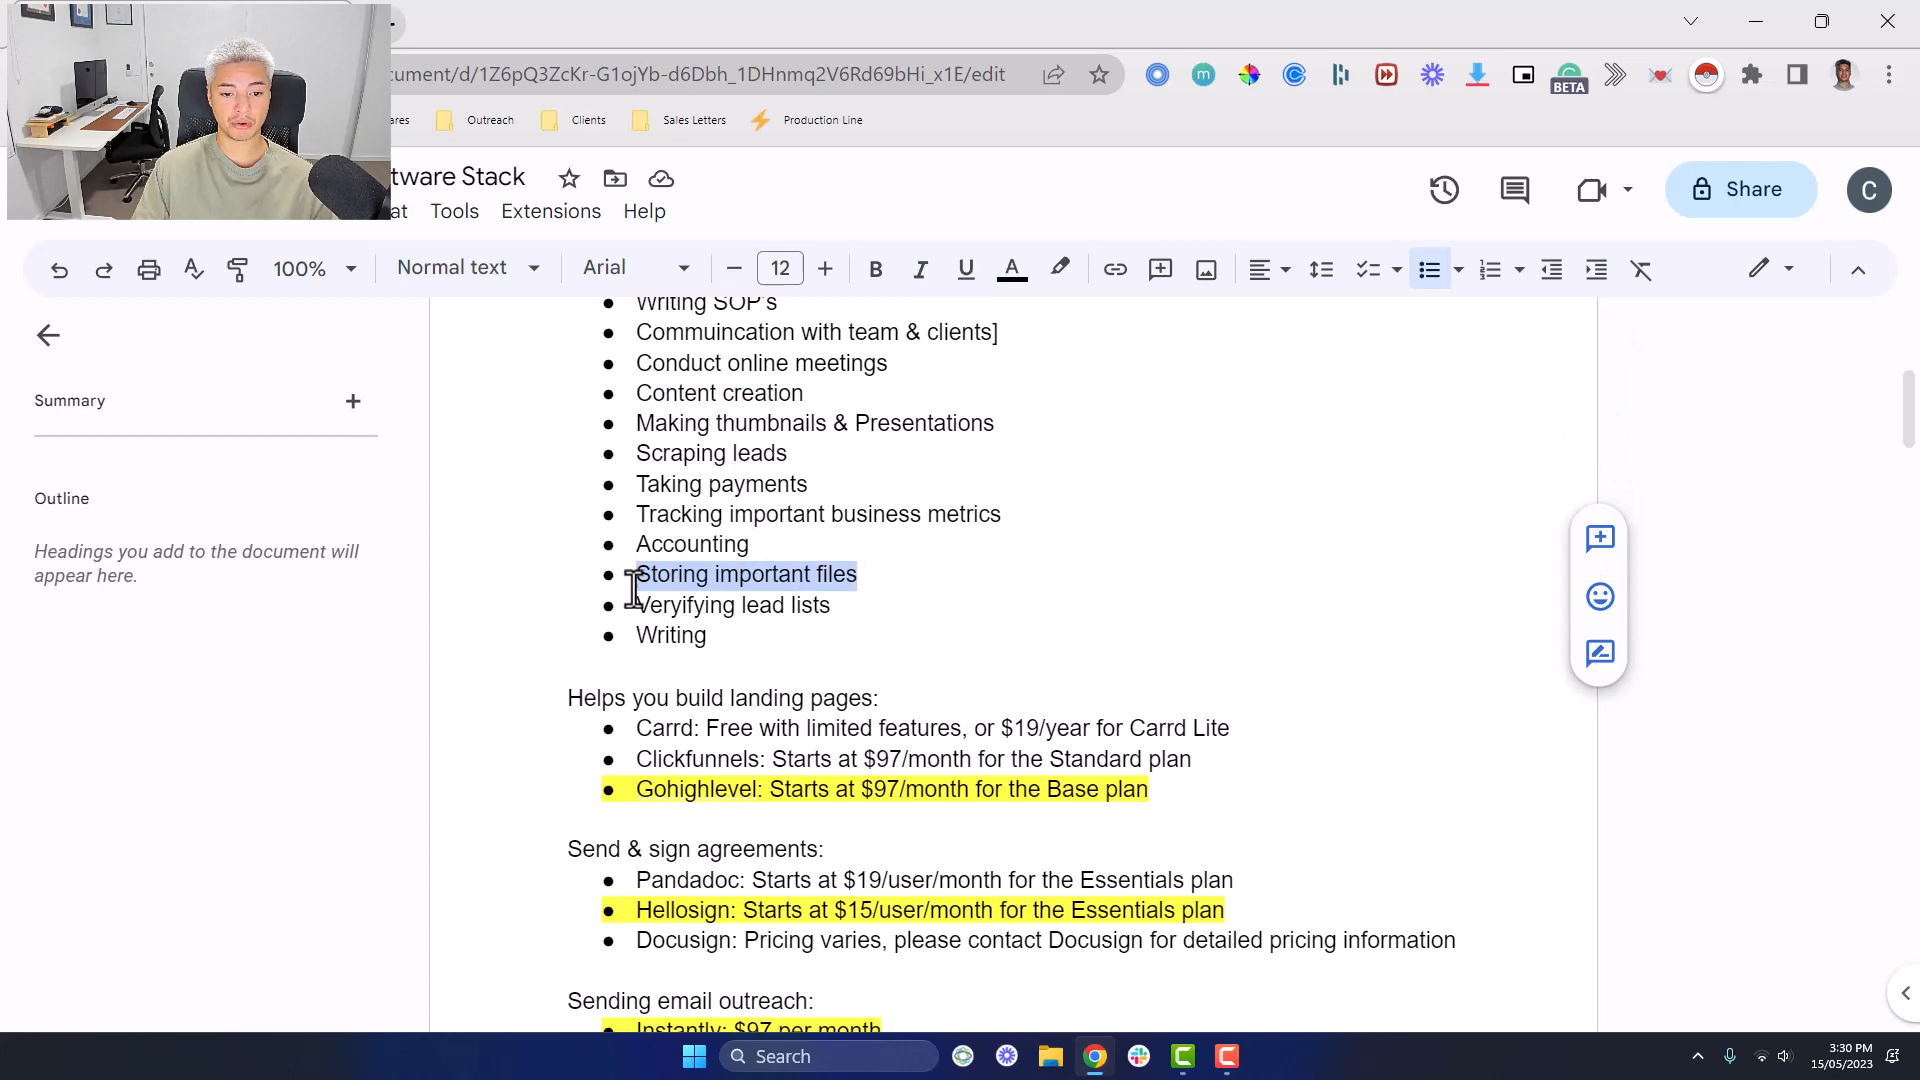 cument/d/1Z6pQ3ZcKr-G1ojYb-d6Dbh_1DHnmq2V6Rd69bHi_x1E/edit
BETA
ares
Outreach
Clients
Sales Letters
Production Line
tware Stack
at
Tools
Extensions
Help
Share
C
100%
Normal text
Arial
12
Summary
Outline
Headings you add to the document will
appear here.
Writing SOP's
Commuincation with team & clients]
Conduct online meetings
Content creation
Making thumbnails & Presentations
Scraping leads
Taking payments
Tracking important business metrics
Accounting
Storing important files
Veryifying lead lists
Writing
Helps you build landing pages:
Carrd: Free with limited features, or $19/year for Carrd Lite
Clickfunnels: Starts at $97/month for the Standard plan
Gohighlevel: Starts at $97/month for the Base plan
Send & sign agreements:
Pandadoc: Starts at $19/user/month for the Essentials plan
Hellosign: Starts at $15/user/month for the Essentials plan
Docusign: Pricing varies, please contact Docusign for detailed pricing information
Sending email outreach:
Instantly: $97 per month
Search
3:30 PM
15/05/2023